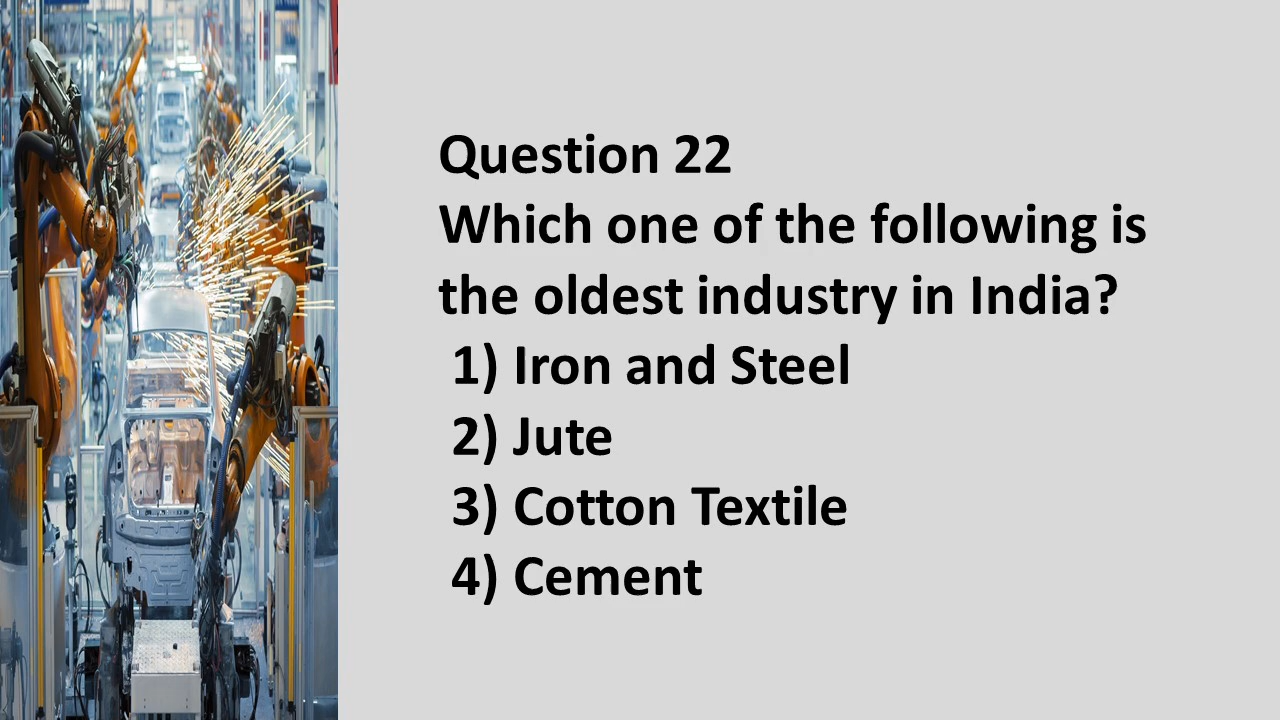 Question 22
Which one of the following is
the oldest industry in India?
1) Iron and Steel
2) Jute
3) Cotton Textile
4) Cement